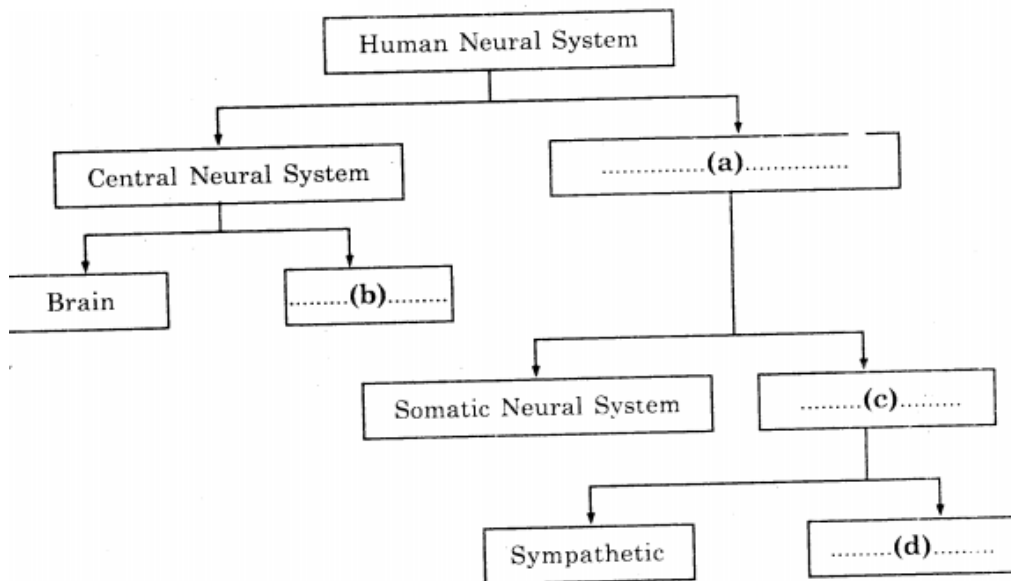 Human Neural System
Central Neural System
...............(a)...............
Brain
.........(b).........
Somatic Neural System
.........(c).........
Sympathetic
.........(d).........